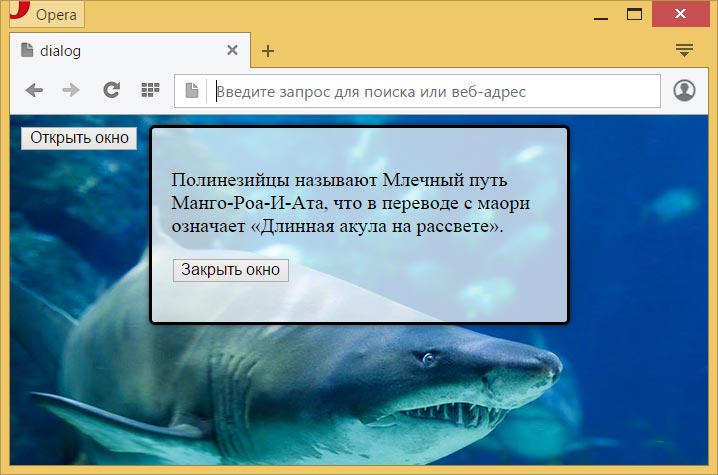 Opera
dialog
Введите запрос для поиска или веб-адрес
Открыть окно
Полинезийцы называют Млечный путь
Манго-Роа-И-Ата, что в переводе с маори
означает «Длинная акула на рассвете».
Закрыть окно